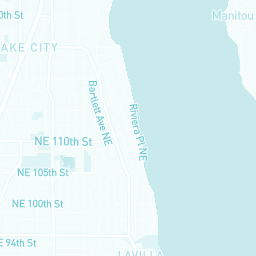 0th St
Manitou
AKE CITY
Bartlett Ave NE
Riviera Pl NE
NE 110th St
NE 105th St
NE 100th St
NE 94th St
LAVILLA